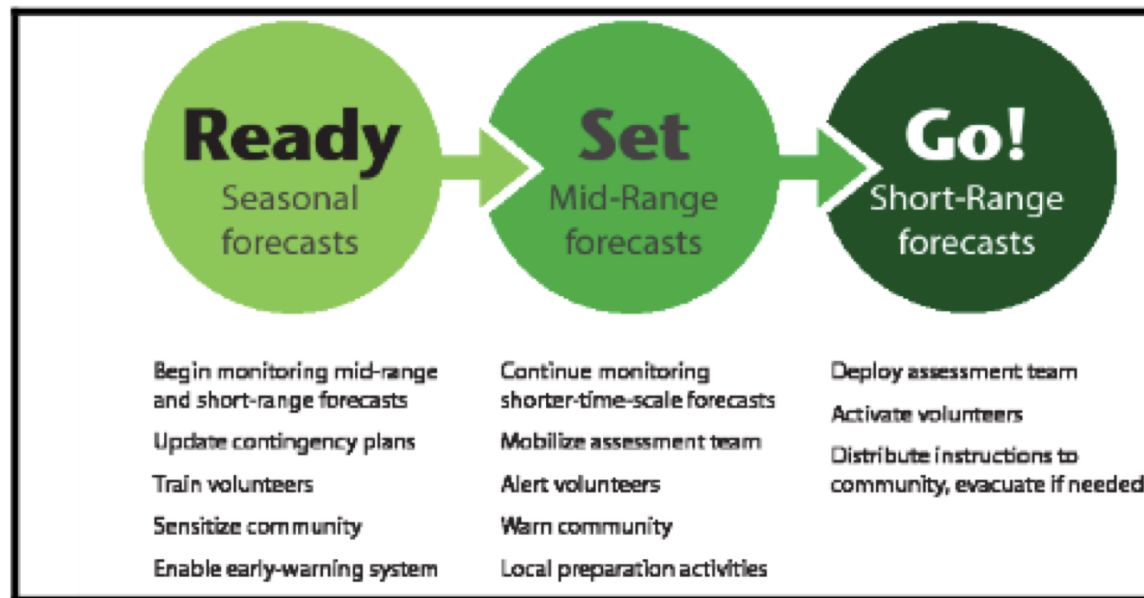 Ready
Seasonal
forecasts
Set
Mid-Range
forecasts
Go!
Short-Range
forecasts
Begin monitoring mid-range
and short-range forecasts
Update contingency plans
Train volunteers
Sensitize community
Enable early-warning system
Continue monitoring
shorter-time-scale forecasts
Mobilize assessment team
Alert volunteers
Warn community
Local preparation activities
Deploy assessment team
Activate volunteers
Distribute instructions to
community, evacuate if needed